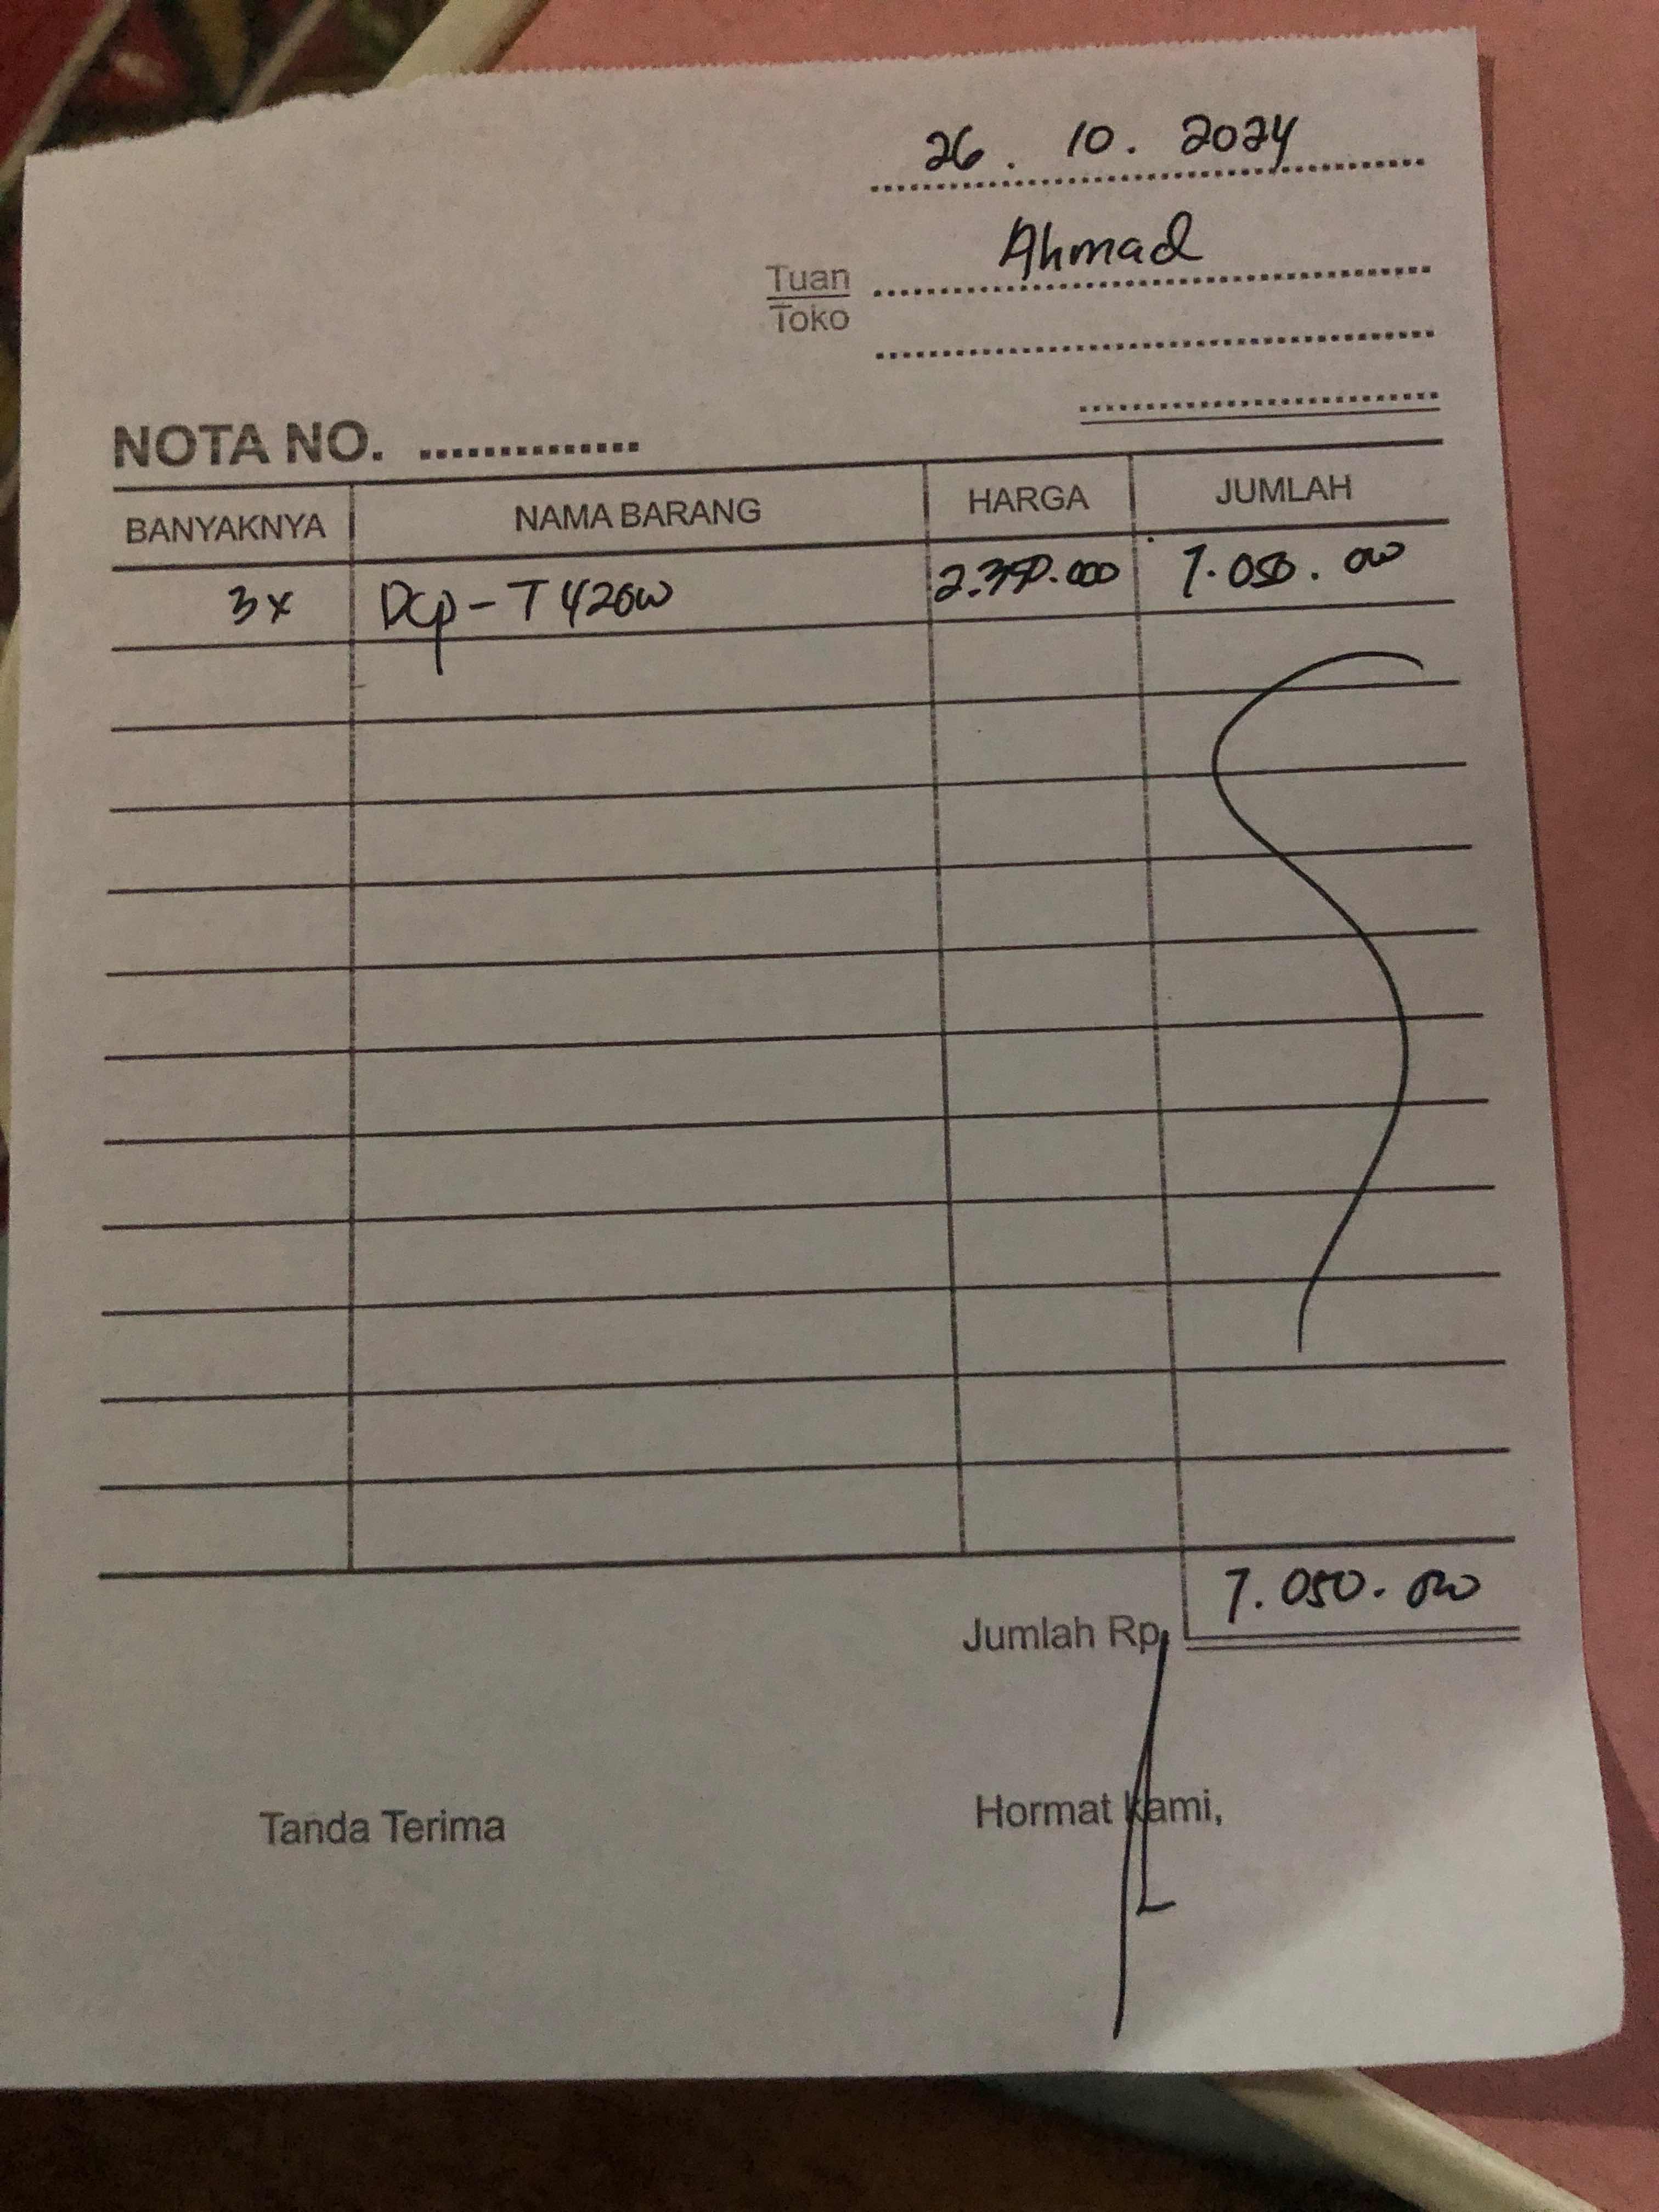 26. 10. 2024
Tuan Ahmad
Toko
NOTA NO. ..............
BANYAKNYA NAMA BARANG HARGA JUMLAH
3x Dcp-T420w 2.350.000 7.050.000
Jumlah Rp. 7.050.000
Tanda Terima Hormat Kami,